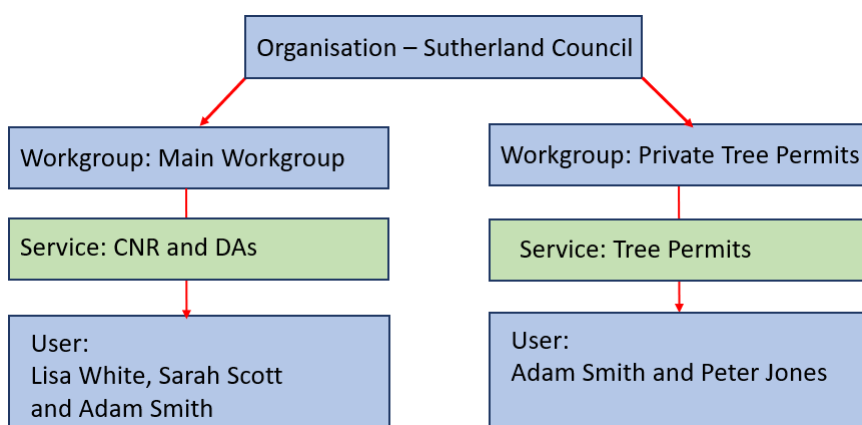 Organisation – Sutherland Council
Workgroup: Main Workgroup
Workgroup: Private Tree Permits
Service: CNR and DAs
Service: Tree Permits
User:
Lisa White, Sarah Scott
and Adam Smith
User:
Adam Smith and Peter Jones